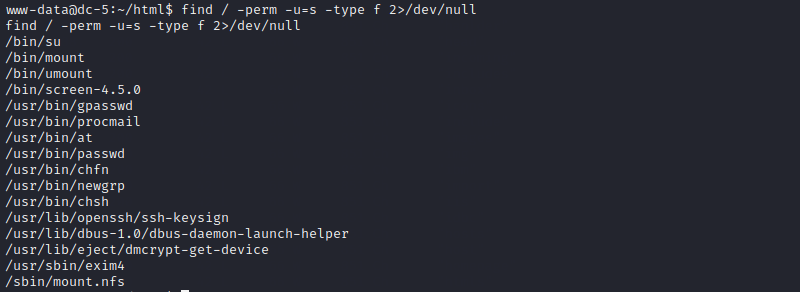 www-data@dc-5:~/html$ find / -perm -u=s -type f 2>/dev/null
find / -perm -u=s -type f 2>/dev/null
/bin/su
/bin/mount
/bin/umount
/bin/screen-4.5.0
/usr/bin/gpasswd
/usr/bin/procmail
/usr/bin/at
/usr/bin/passwd
/usr/bin/chfn
/usr/bin/newgrp
/usr/bin/chsh
/usr/lib/openssh/ssh-keysign
/usr/lib/dbus-1.0/dbus-daemon-launch-helper
/usr/lib/eject/dmcrypt-get-device
/usr/sbin/exim4
/sbin/mount.nfs